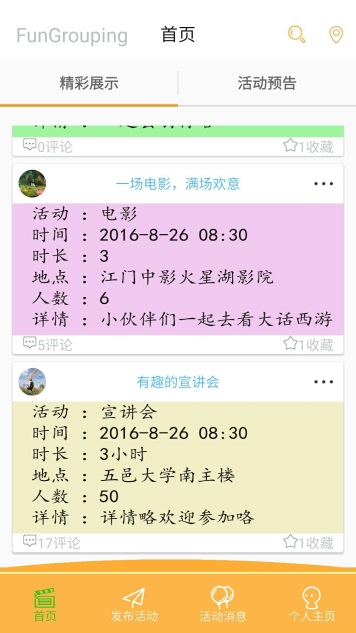 FunGrouping 首页
精彩展示 活动预告
0评论 1收藏
一场电影，满场欢意
活动 : 电影
时间 : 2016-8-26 08:30
时长 : 3
地点 : 江门中影火星湖影院
人数 : 6
详情 : 小伙伴们一起去看大话西游
5评论 1收藏
有趣的宣讲会
活动 : 宣讲会
时间 : 2016-8-26 08:30
时长 : 3小时
地点 : 五邑大学南主楼
人数 : 50
详情 : 详情略欢迎参加咯
17评论 1收藏
首页 发布活动 活动消息 个人主页